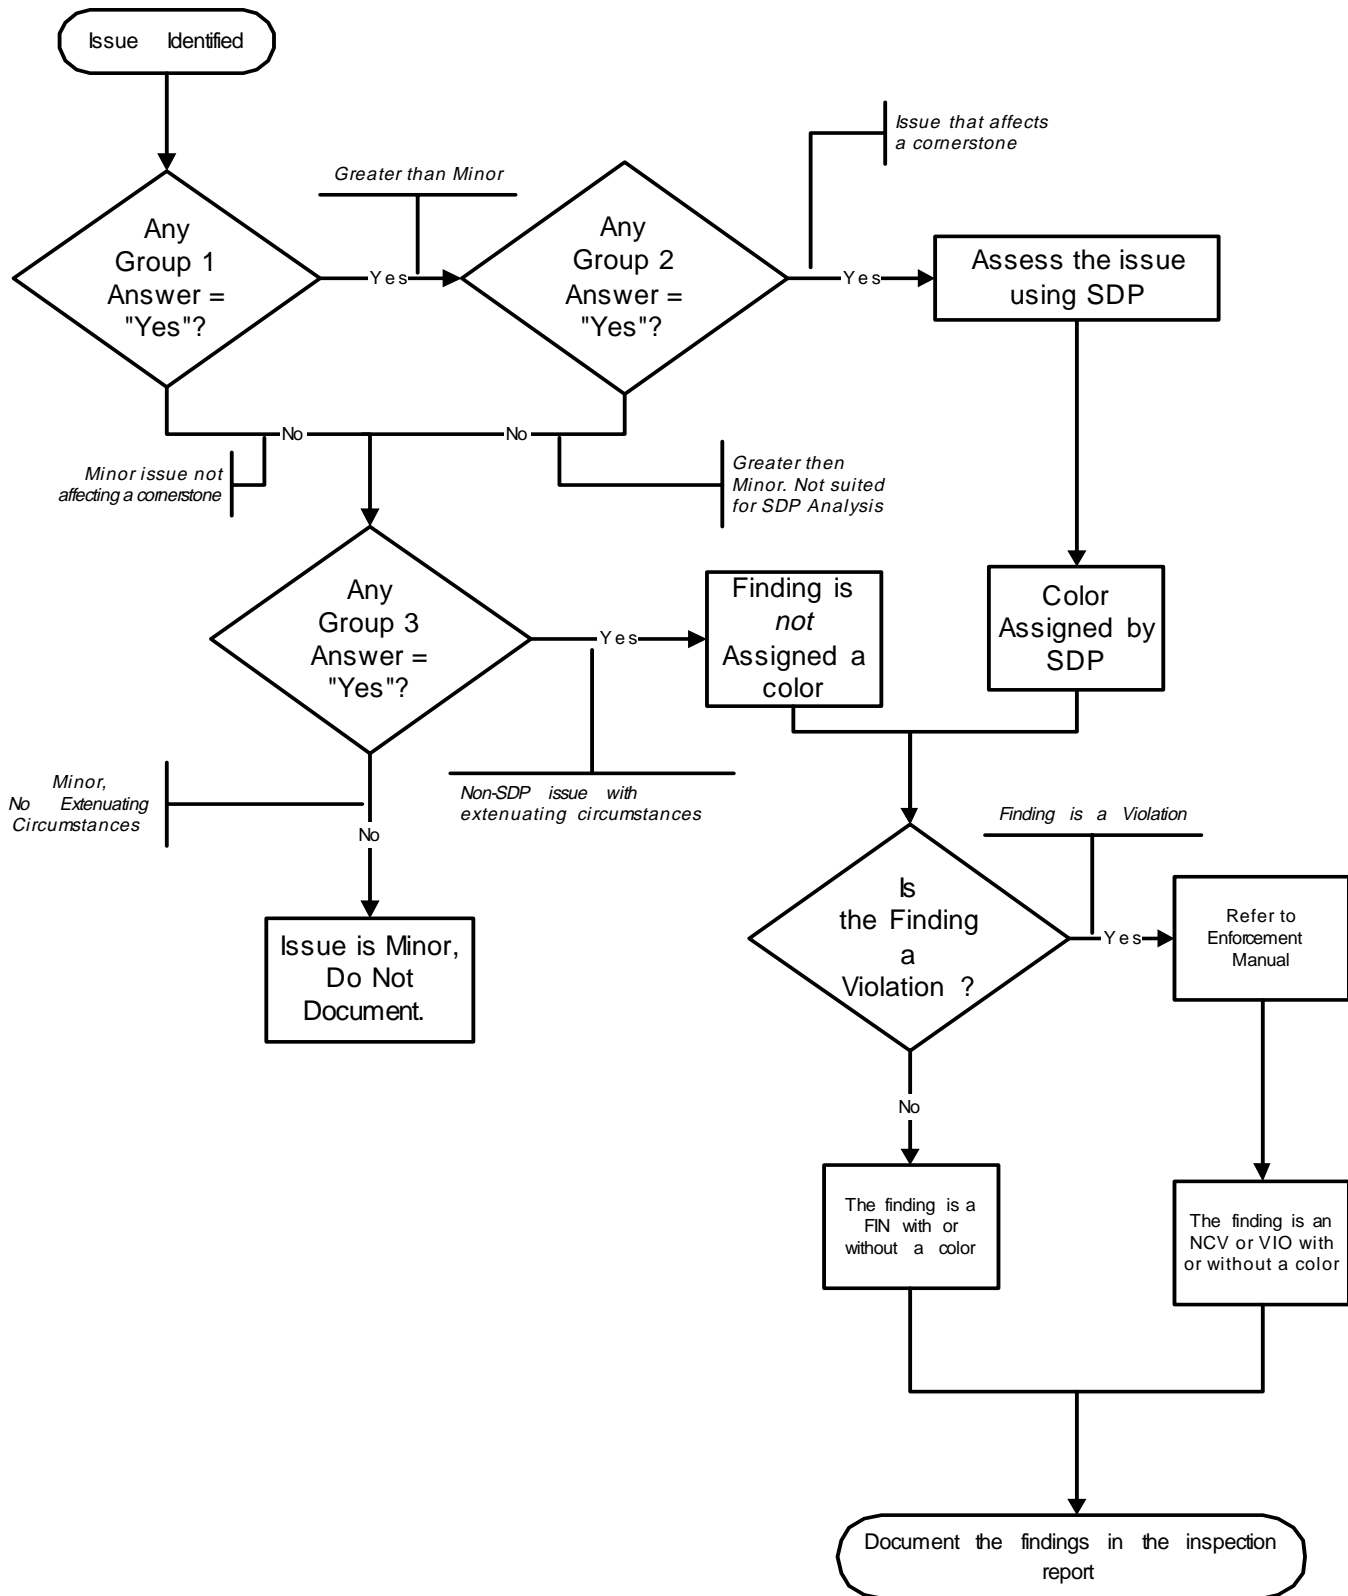 Issue Identified
Issue that affects
a cornerstone
Greater than Minor
Any
Group 1
Answer =
"Yes"?
Yes
Any
Group 2
Answer =
"Yes"?
Yes
Assess the issue
using SDP
No
No
Minor issue not
affecting a cornerstone
Greater then
Minor. Not suited
for SDP Analysis
Any
Group 3
Answer =
"Yes"?
Yes
Finding is
not
Assigned a
color
Color
Assigned by
SDP
Minor,
No Extenuating
Circumstances
Non-SDP issue with
extenuating circumstances
No
Finding is a Violation
Issue is Minor,
Do Not
Document.
Is
the Finding
a
Violation ?
Yes
Refer to
Enforcement
Manual
No
The finding is a
FIN with or
without a color
The finding is an
NCV or VIO with
or without a color
Document the findings in the inspection
report